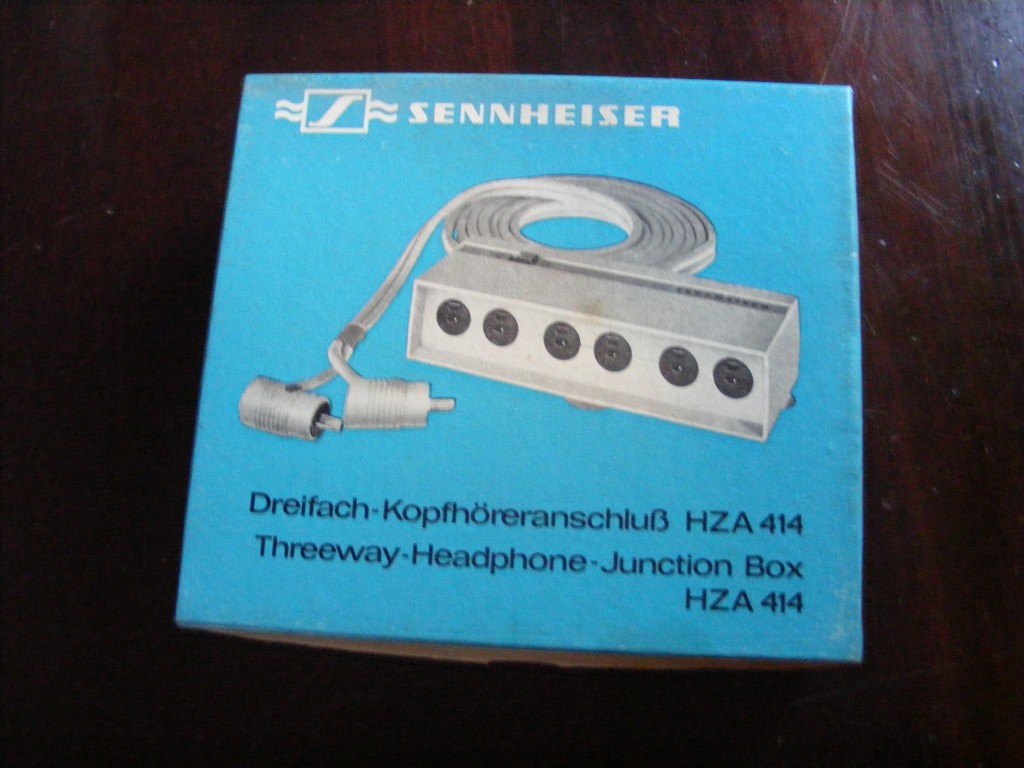 SENNHEISER
Dreifach-Kopfhöreranschluß HZA 414
Threeway-Headphone-Junction Box
HZA 414